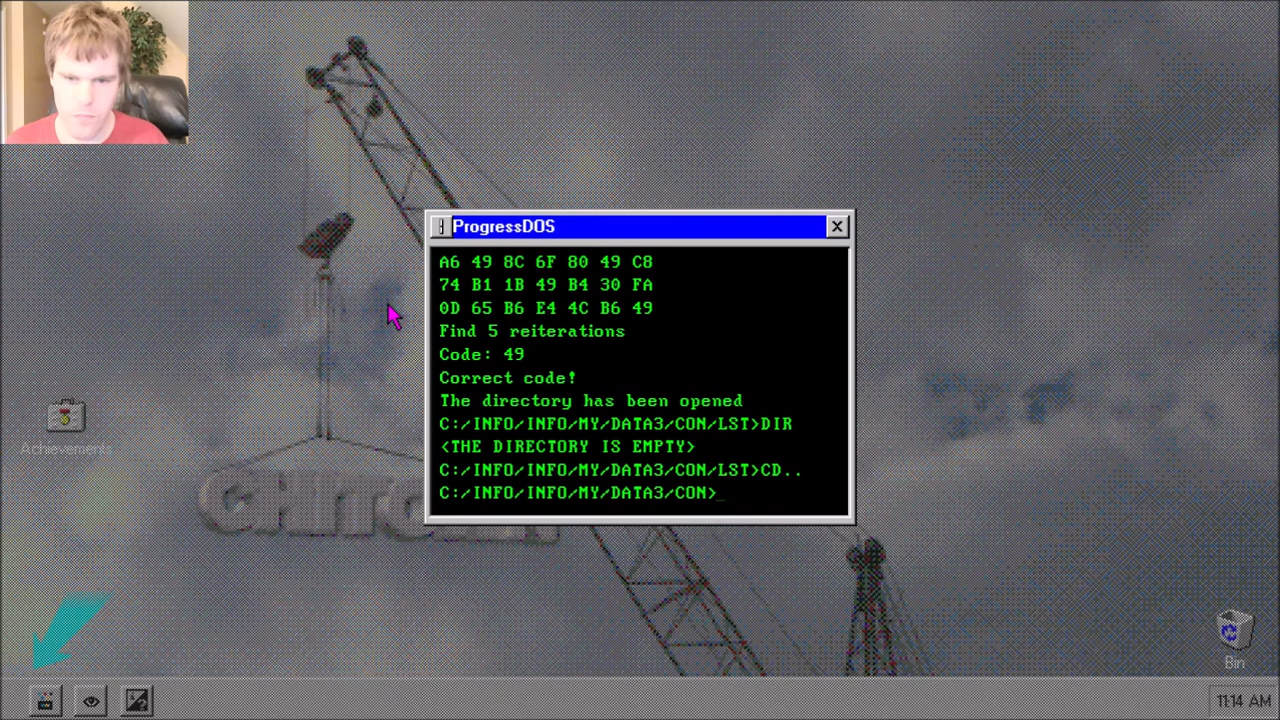 ProgressDOS
A6 49 8C 6F 80 49 C8
74 B1 1B 49 B4 30 FA
0D 65 B6 E4 4C B6 49
Find 5 reiterations
Code: 49
Correct code!
The directory has been opened
C:/INFO/INFO/MY/DATA3/CON/LST>DIR
<THE DIRECTORY IS EMPTY>
C:/INFO/INFO/MY/DATA3/CON/LST>CD..
C:/INFO/INFO/MY/DATA3/CON>_
Achievements
Bin
11:14 AM